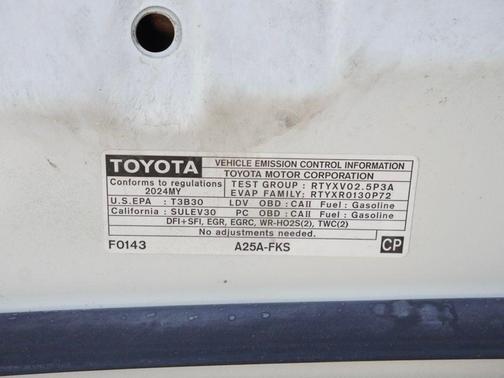 TOYOTA VEHICLE EMISSION CONTROL INFORMATION
TOYOTA MOTOR CORPORATION
Conforms to regulations TEST GROUP : RTYXV02.5P3A
2024MY EVAP FAMILY: RTYXR0130P72
U.S.EPA : T3B30 LDV OBD : CAII Fuel : Gasoline
California : SULEV30 PC OBD : CAII Fuel : Gasoline
DFI+SFI, EGR, EGRC, WR-HO2S(2), TWC(2)
No adjustments needed.
F0143 A25A-FKS CP